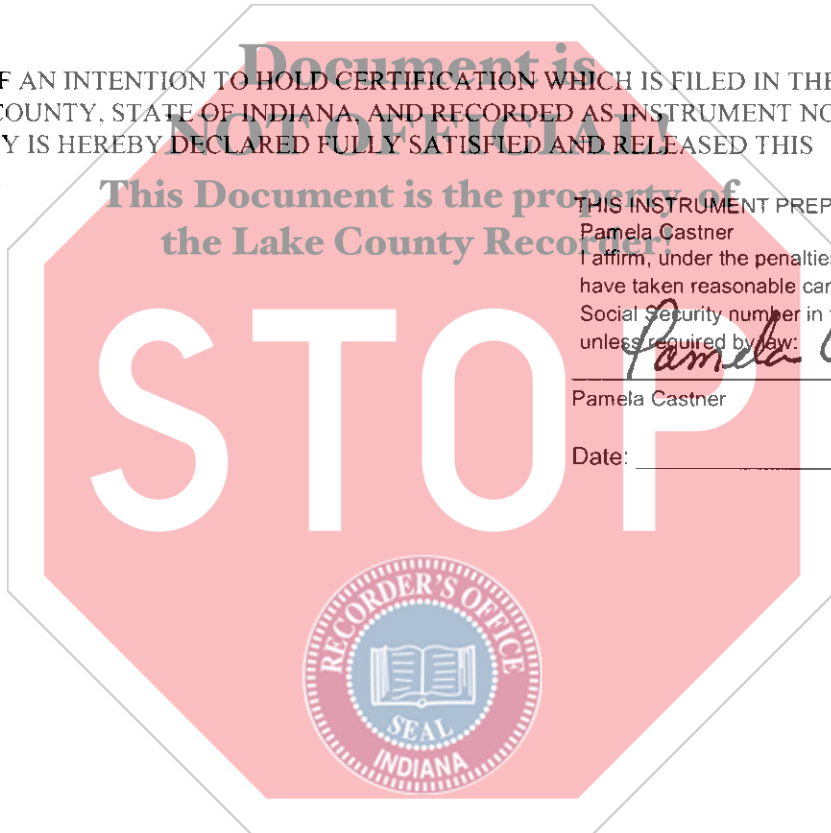 Document is
F AN INTENTION TO HOLD CERTIFICATION WHICH IS FILED IN THE
COUNTY, STATE OF INDIANA, AND RECORDED AS INSTRUMENT NO
NOT OFFICIAL!
Y IS HEREBY DECLARED FULLY SATISFIED AND RELEASED THIS
This Document is the property of
the Lake County Recorder!
THIS INSTRUMENT PREP
Pamela Castner
I affirm, under the penalties
have taken reasonable car
Social Security number in
unless required by law:
Pamela
Pamela Castner
Date:
STOP
RECORDER'S OFFICE
SEAL
INDIANA